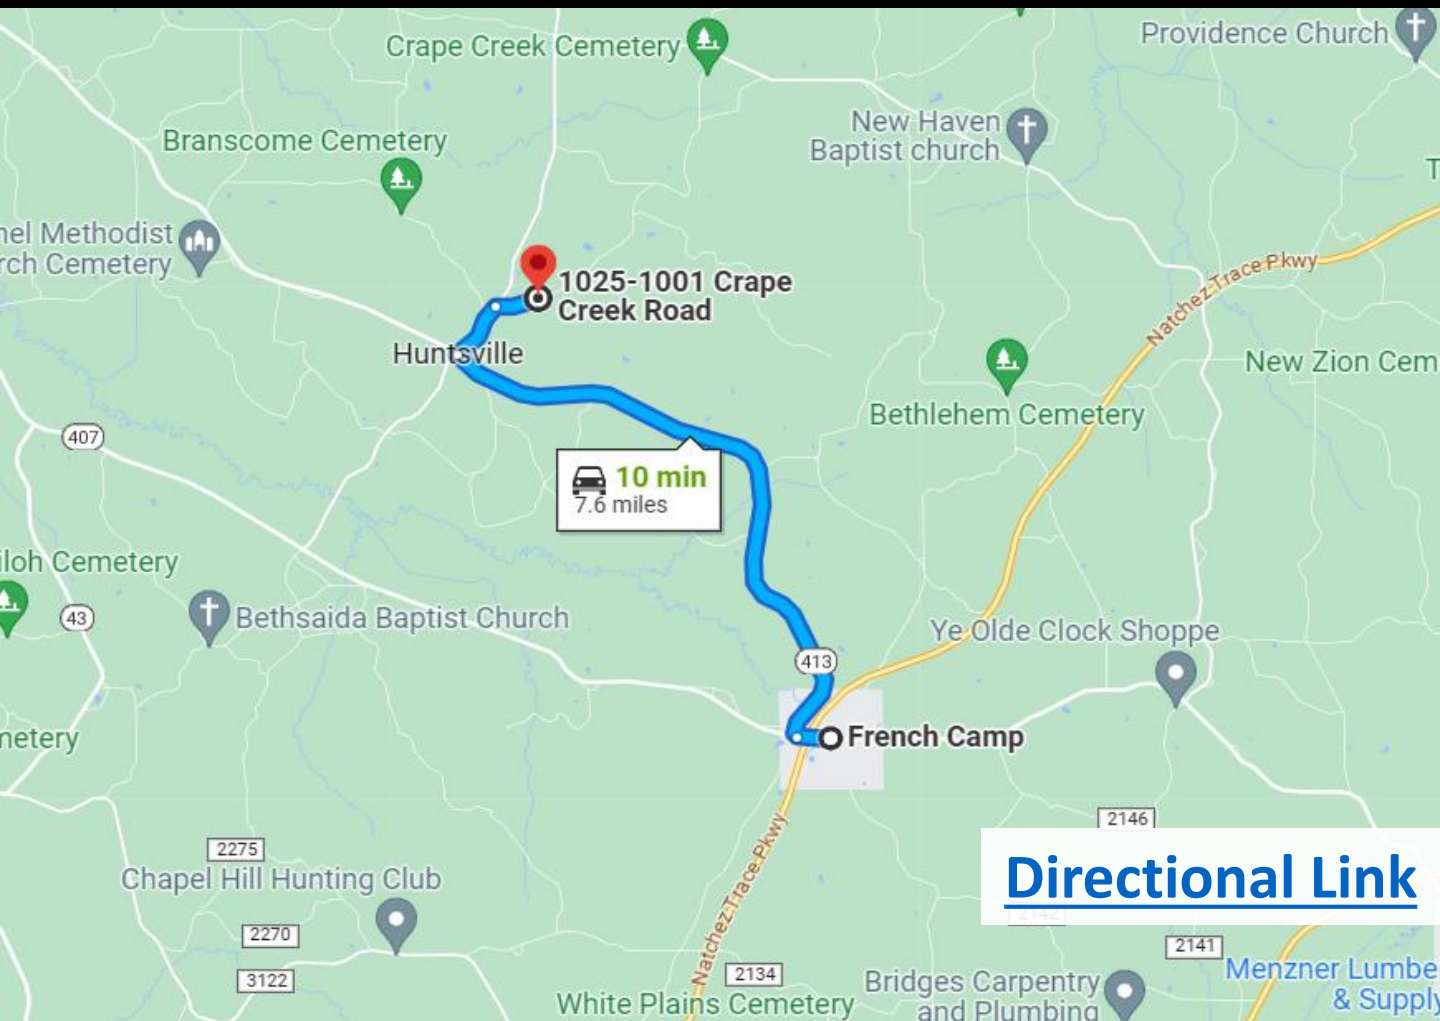 Crape Creek Cemetery
Providence Church
New Haven
Baptist church
Branscome Cemetery
nel Methodist
rch Cemetery
Natchez Trace Pkwy
1025-1001 Crape
Creek Road
Huntsville
New Zion Cem
Bethlehem Cemetery
407
10 min
7.6 miles
iloh Cemetery
43
Bethsaida Baptist Church
Ye Olde Clock Shoppe
413
French Camp
netery
2146
2275
Chapel Hill Hunting Club
Directional Link
2142
2270
2141
Natchez Trace Pkwy
3122
2134
White Plains Cemetery
Bridges Carpentry
and Plumbing
Menzner Lumbe
& Supply